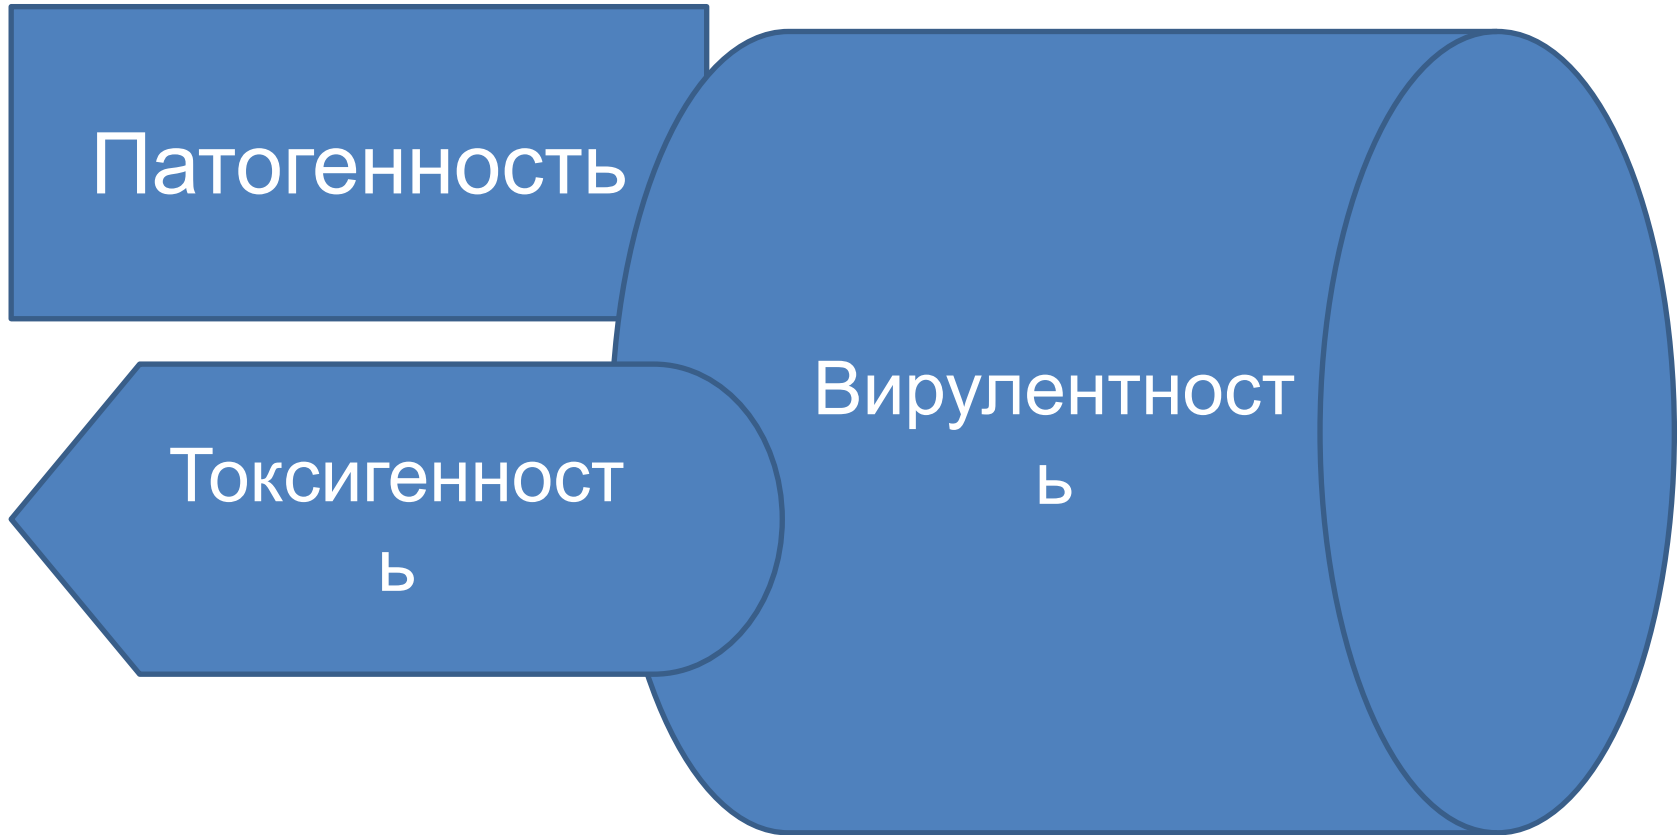 Патогенность
Вирулентност
ь
Токсигенност
ь